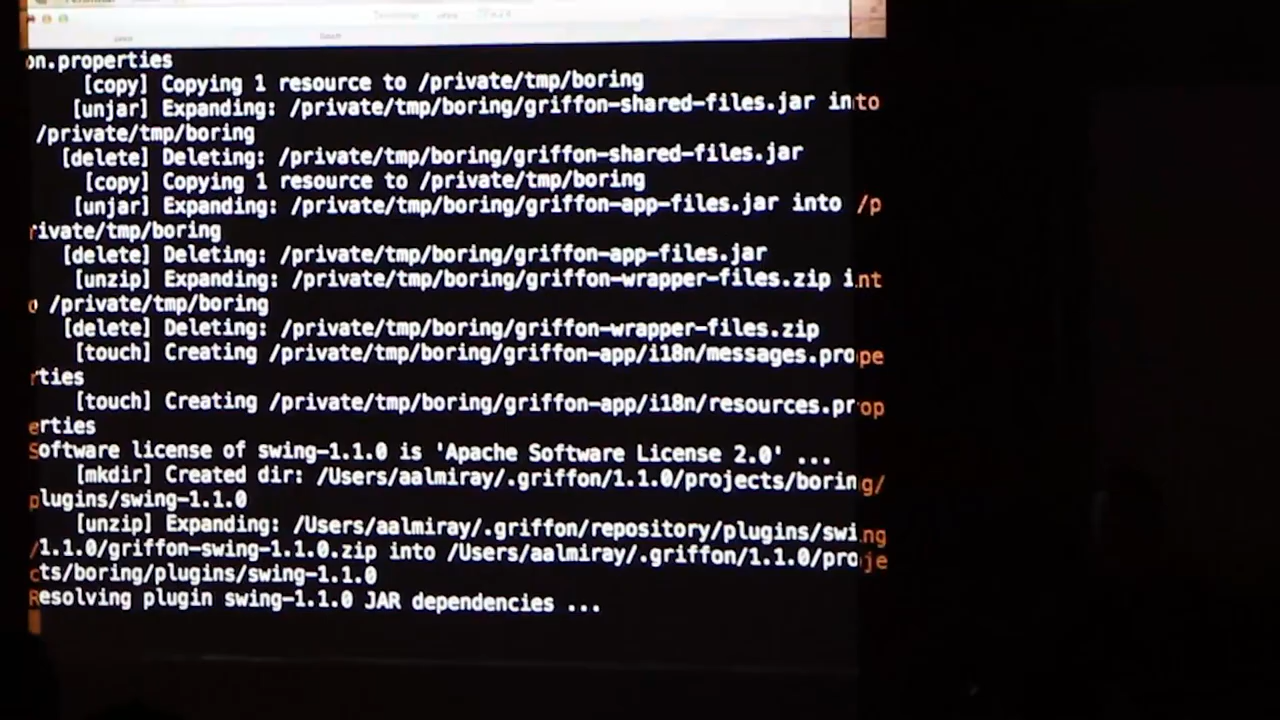 on.properties
[copy] Copying 1 resource to /private/tmp/boring
[unjar] Expanding: /private/tmp/boring/griffon-shared-files.jar into
/private/tmp/boring
[delete] Deleting: /private/tmp/boring/griffon-shared-files.jar
[copy] Copying 1 resource to /private/tmp/boring
[unjar] Expanding: /private/tmp/boring/griffon-app-files.jar into /p
rivate/tmp/boring
[delete] Deleting: /private/tmp/boring/griffon-app-files.jar
[unzip] Expanding: /private/tmp/boring/griffon-wrapper-files.zip int
o /private/tmp/boring
[delete] Deleting: /private/tmp/boring/griffon-wrapper-files.zip
[touch] Creating /private/tmp/boring/griffon-app/i18n/messages.prope
rties
[touch] Creating /private/tmp/boring/griffon-app/i18n/resources.prop
erties
Software license of swing-1.1.0 is 'Apache Software License 2.0' ...
[mkdir] Created dir: /Users/aalmiray/.griffon/1.1.0/projects/boring/
plugins/swing-1.1.0
[unzip] Expanding: /Users/aalmiray/.griffon/repository/plugins/swing
/1.1.0/griffon-swing-1.1.0.zip into /Users/aalmiray/.griffon/1.1.0/proje
cts/boring/plugins/swing-1.1.0
Resolving plugin swing-1.1.0 JAR dependencies ...